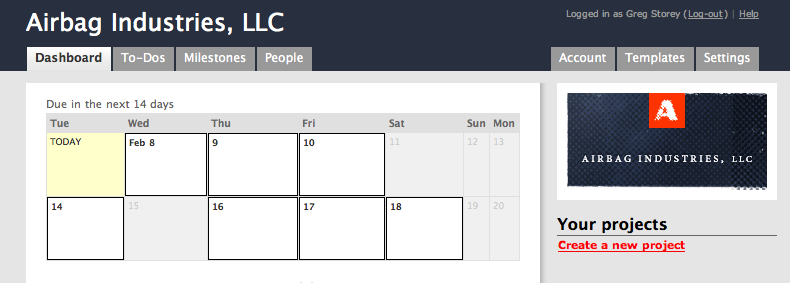 Airbag Industries, LLC
Logged in as Greg Storey (Log-out) | Help
Dashboard To-Dos Milestones People Account Templates Settings
Due in the next 14 days
Tue Wed Thu Fri Sat Sun Mon
TODAY Feb 8 9 10 11 12 13
14 15 16 17 18 19 20
A
AIRBAG INDUSTRIES, LLC
Your projects
Create a new project